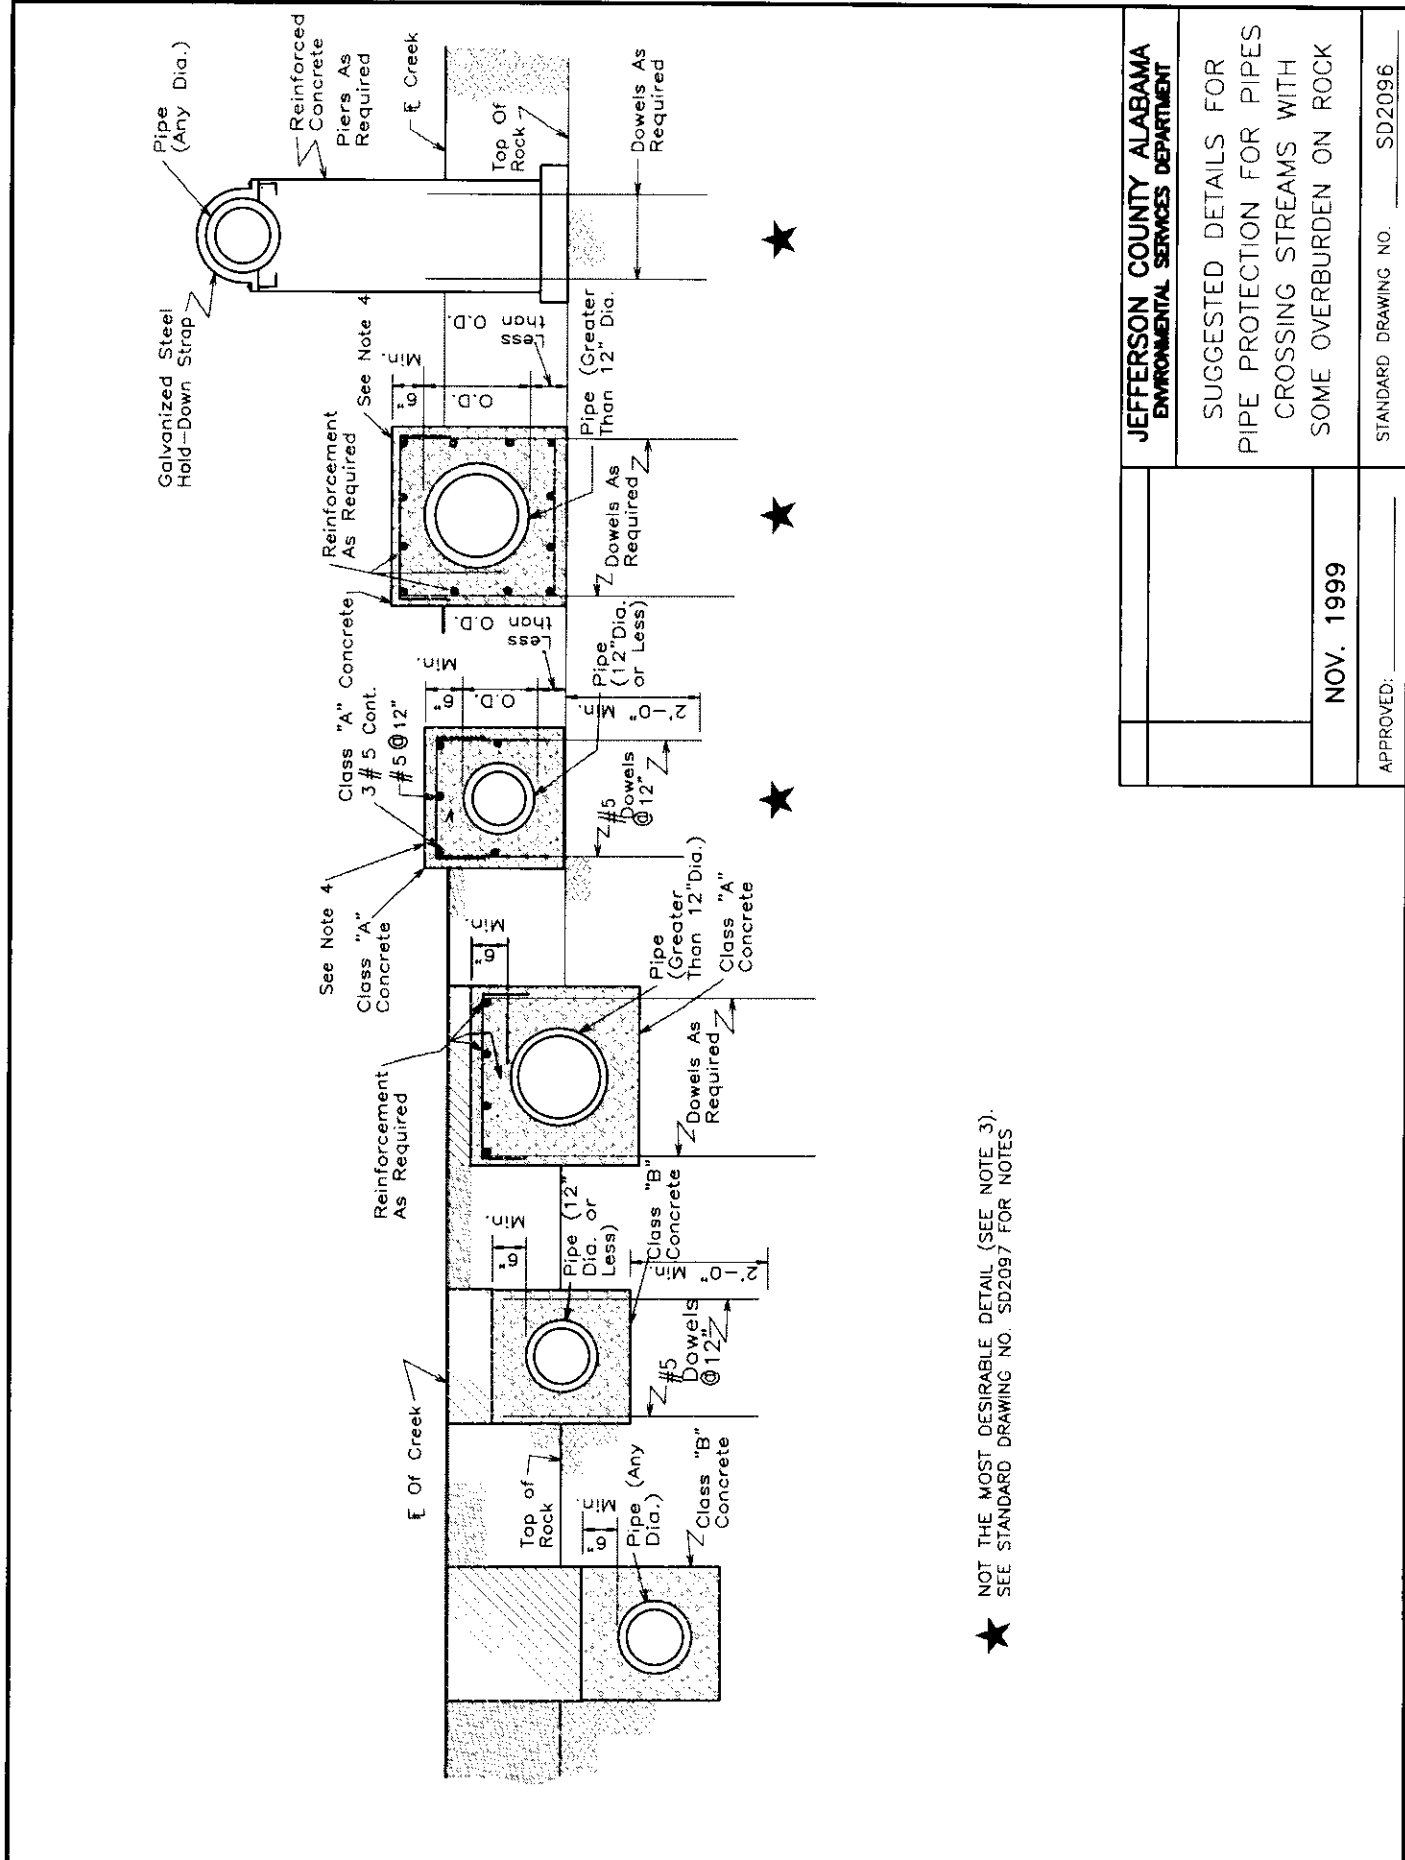 Galvanized Steel
Hold-Down Strap
Pipe
(Any Dia.)
Reinforced
Concrete
Piers As
Required
℄ Creek
Top Of
Rock
Dowels As
Required
See Note 4
Reinforcement
As Required
6"
Min.
O.D.
Less
than O.D.
Pipe (Greater
Than 12" Dia.
Dowels As
Required
Class "A" Concrete
3#5 Cont.
#5@12"
6"
Min.
O.D.
Less
than O.D.
2'-0" Min.
Pipe
(12"Dia.
or Less)
#5
Dowels
@12"
See Note 4
Class "A"
Concrete
Reinforcement
As Required
6"
Min.
Pipe
(Greater
Than 12"Dia.)
Class "A"
Concrete
Dowels As
Required
6"
Min.
Pipe (12"
Dia. or
Less)
Class "B"
Concrete
2'-0" Min.
#5
Dowels
@12"
℄ Of Creek
Top of
Rock
6"
Min.
Pipe (Any
Dia.)
Class "B"
Concrete
★ NOT THE MOST DESIRABLE DETAIL (SEE NOTE 3).
SEE STANDARD DRAWING NO. SD2097 FOR NOTES
JEFFERSON COUNTY ALABAMA
ENVIRONMENTAL SERVICES DEPARTMENT
SUGGESTED DETAILS FOR
PIPE PROTECTION FOR PIPES
CROSSING STREAMS WITH
SOME OVERBURDEN ON ROCK
NOV. 1999
APPROVED:
STANDARD DRAWING NO. SD2096